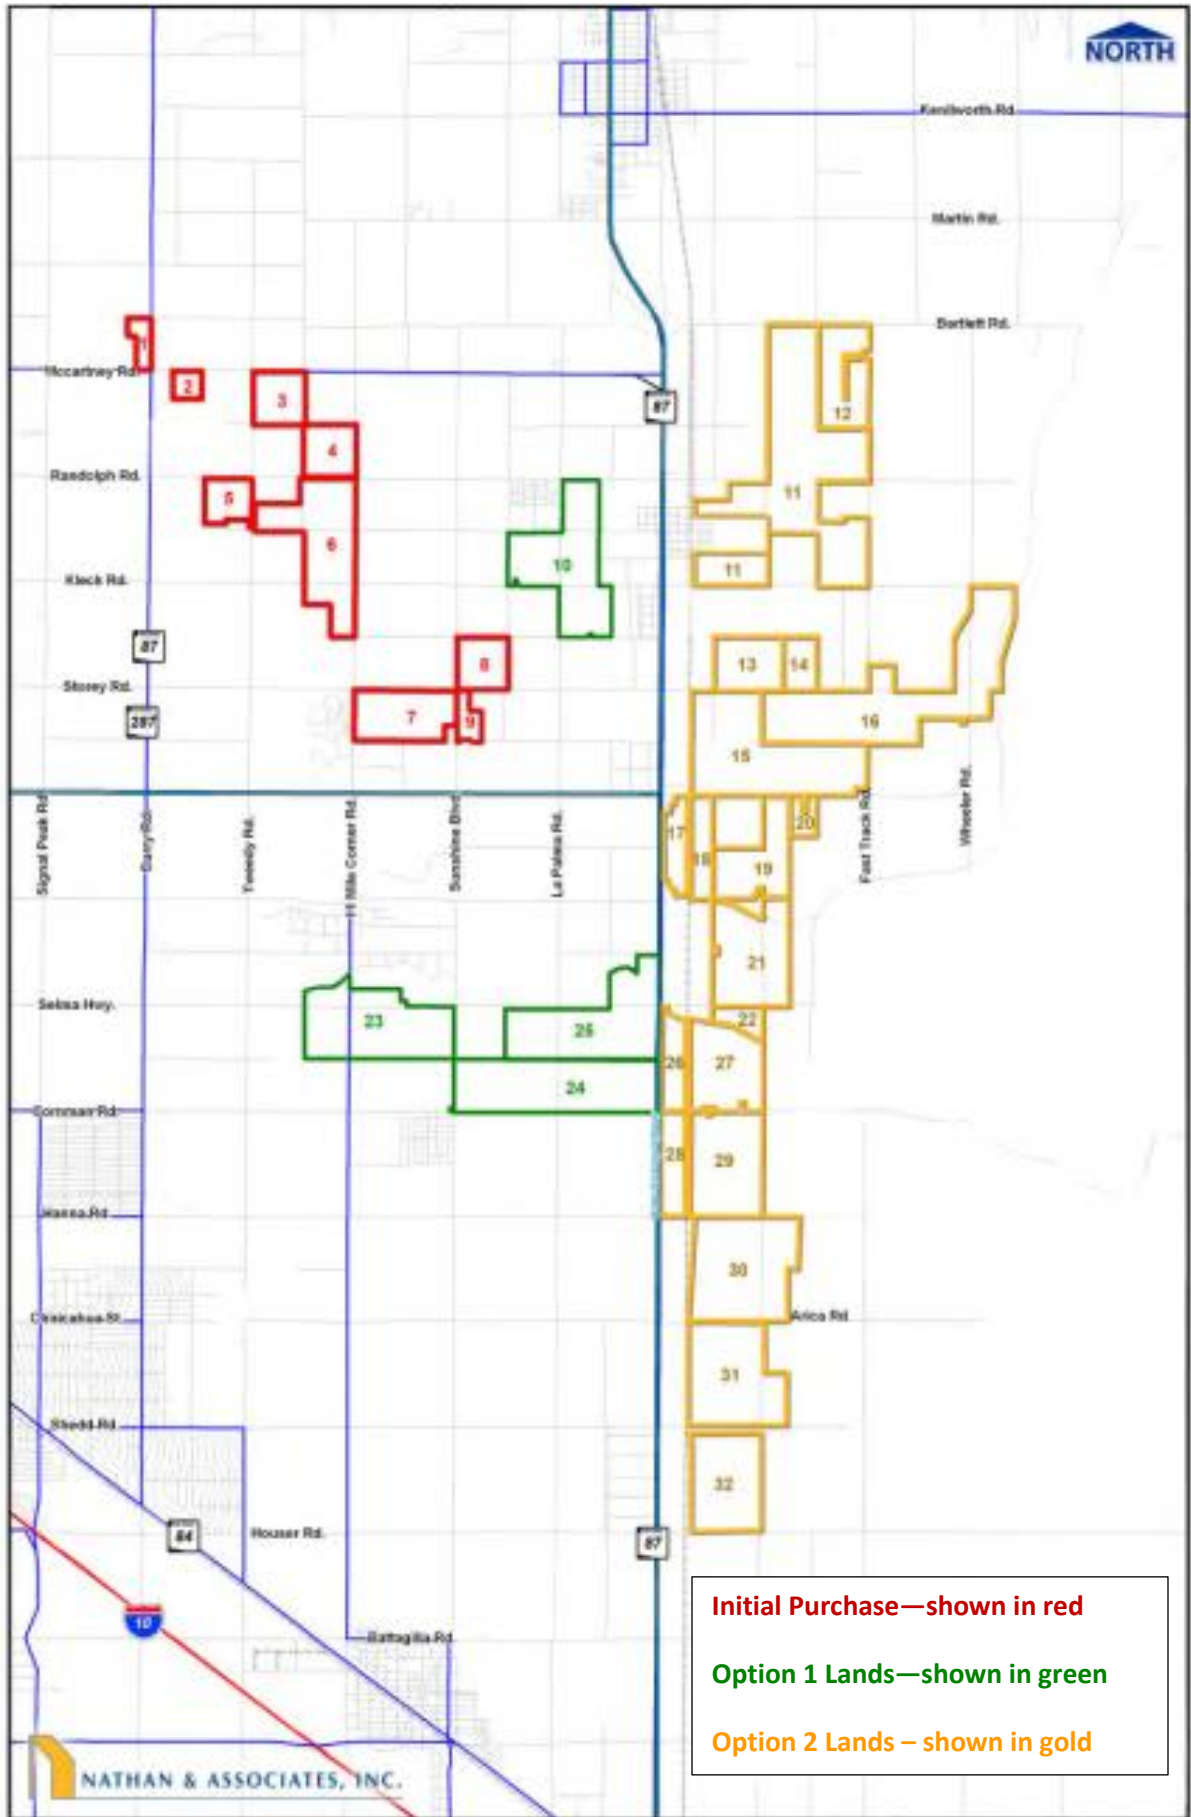 NORTH
Kenilworth Rd.
Martin Rd.
Bartlett Rd.
1
Mccartney Rd.
2
3
87
12
4
Randolph Rd.
5
11
6
10
11
Kleck Rd.
87
8
13
14
Storey Rd.
7
9
16
287
15
Signal Peak Rd
Curry Rd.
Tweedy Rd.
11 Mile Corner Rd.
Sunshine Blvd
La Palma Rd.
17
18
19
20
Fast Track Rd.
Wheeler Rd.
21
Selma Hwy.
23
25
22
26
27
24
Cornman Rd.
28
29
Hanna Rd
30
Chuicahua St.
Arica Rd
31
Shedd Rd
32
84
Houser Rd.
87
10
Battaglia Rd
Initial Purchase—shown in red
Option 1 Lands—shown in green
Option 2 Lands – shown in gold
NATHAN & ASSOCIATES, INC.